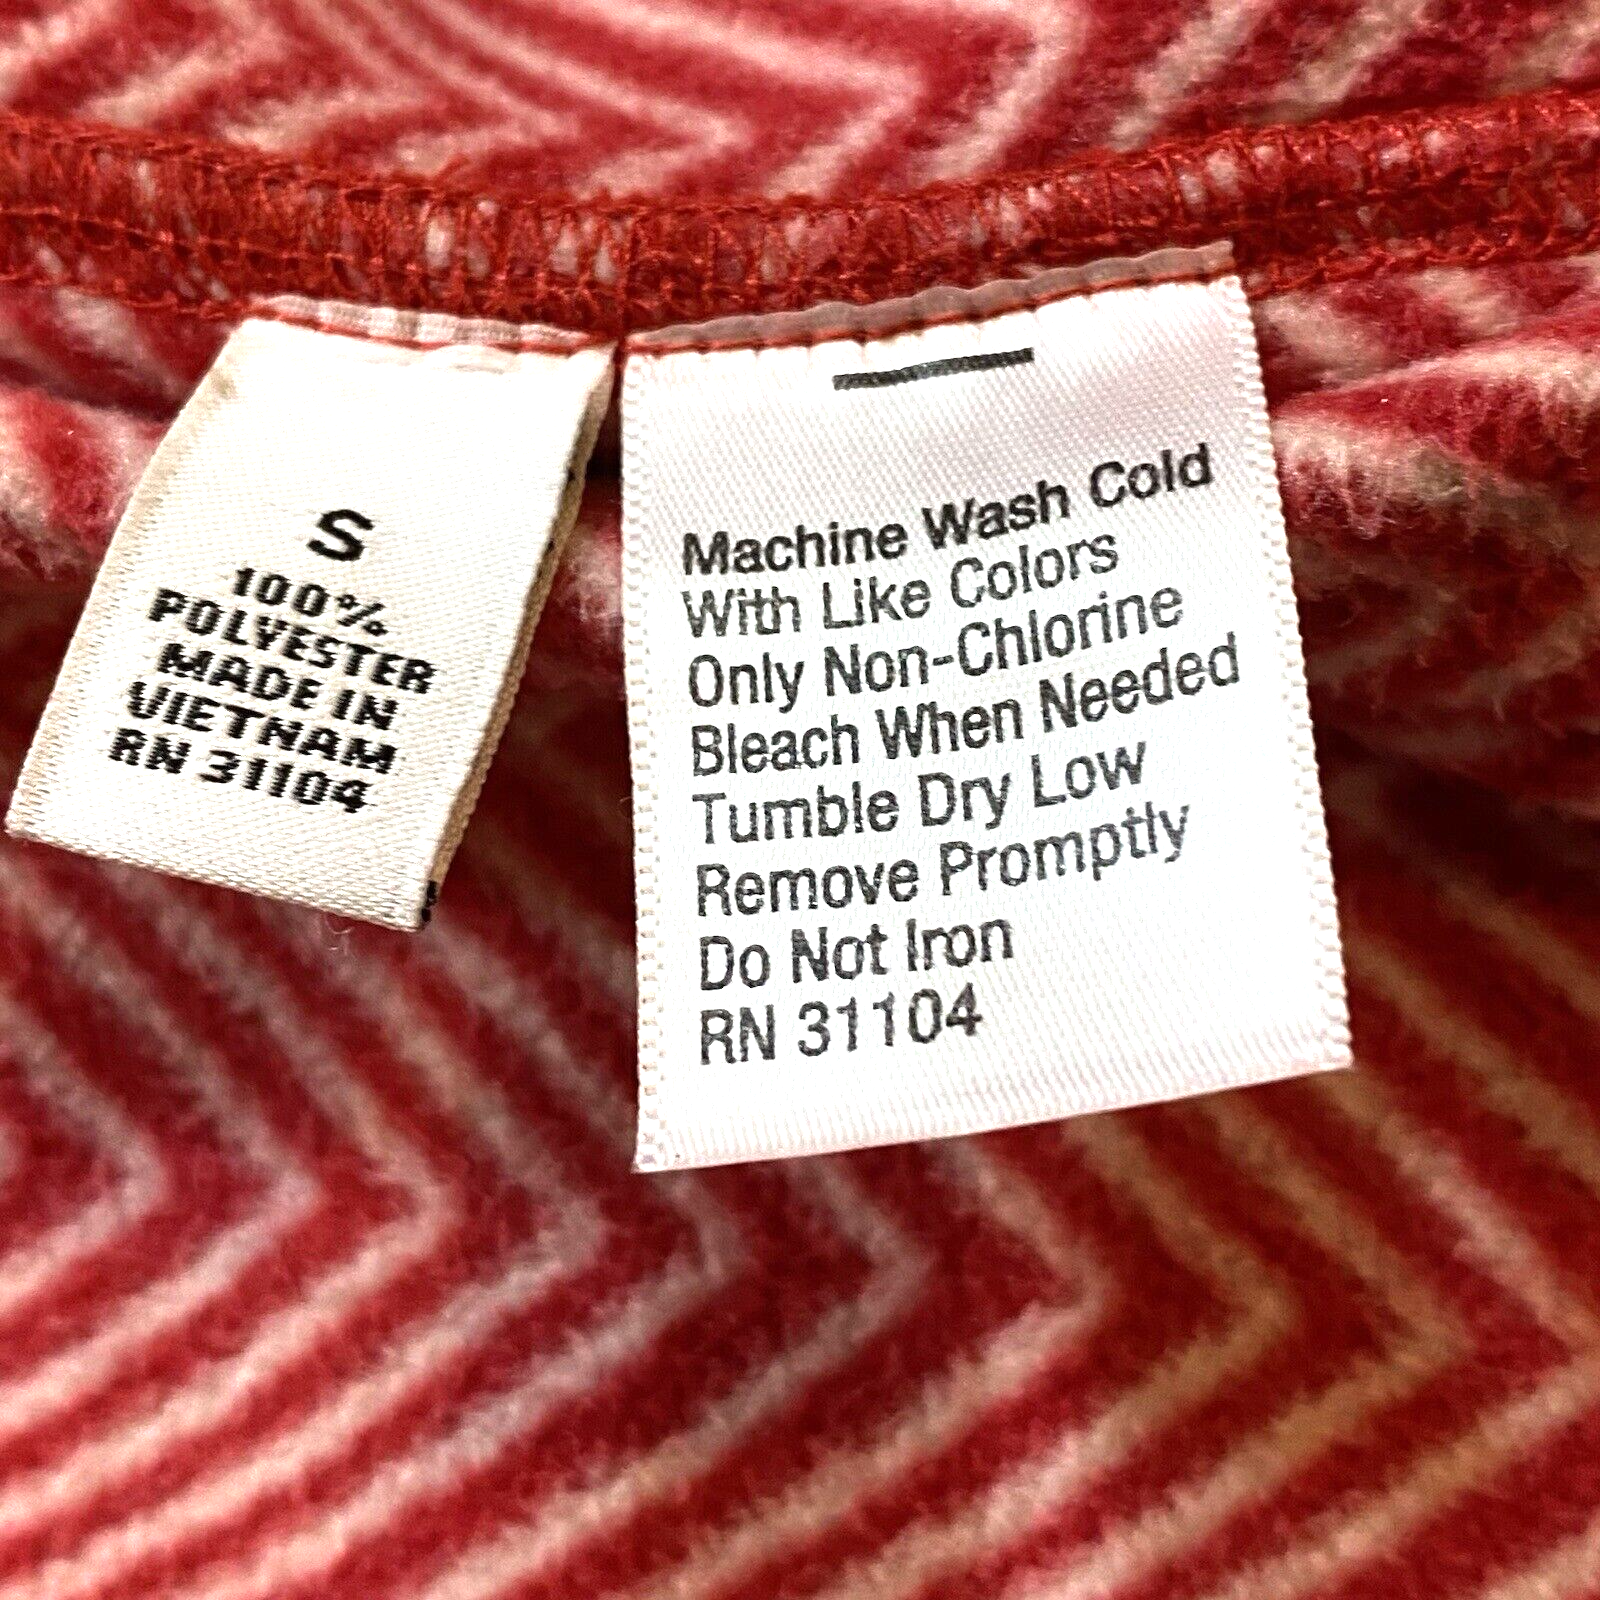 S
100%
POLYESTER
MADE IN
VIETNAM
RN 31104
Machine Wash Cold
With Like Colors
Only Non-Chlorine
Bleach When Needed
Tumble Dry Low
Remove Promptly
Do Not Iron
RN 31104